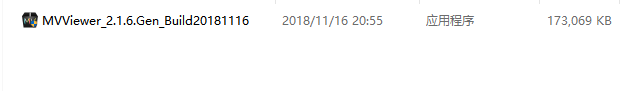 MVViewer_2.1.6.Gen_Build20181116 2018/11/16 20:55 应用程序 173,069 KB